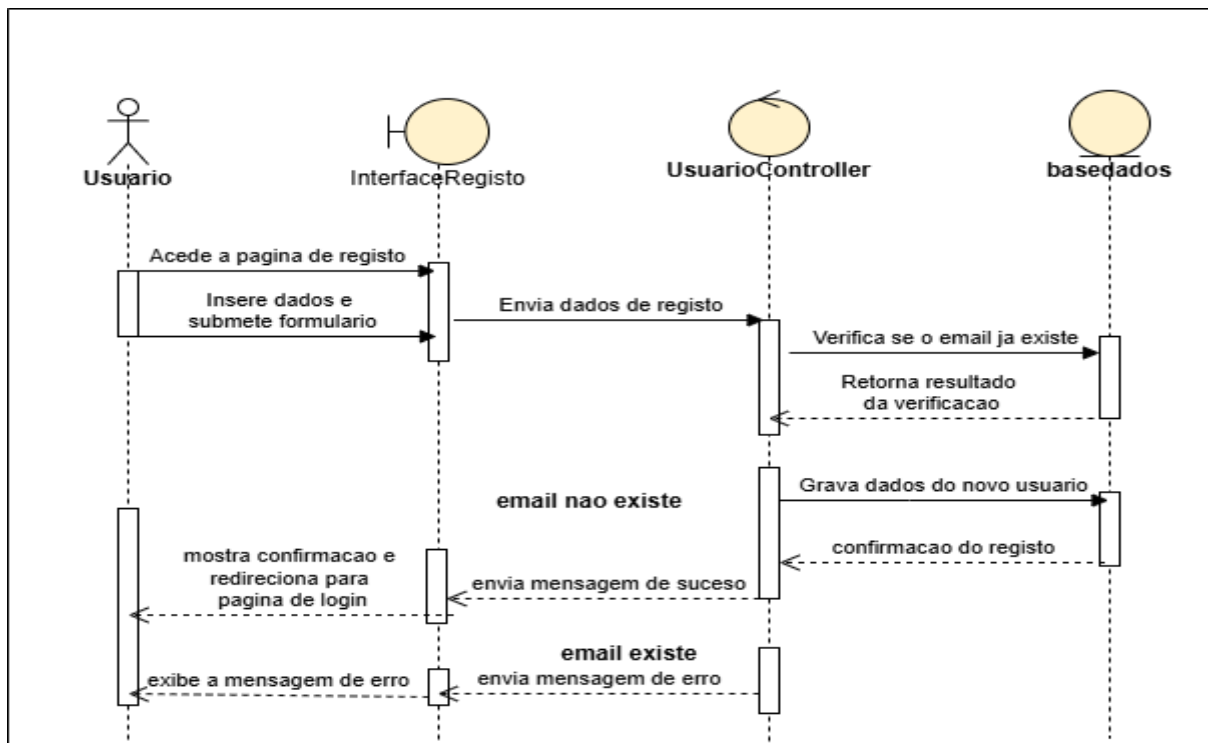 Usuario
InterfaceRegisto
UsuarioController
basedados
Acede a pagina de registo
Insere dados e
submete formulario
Envia dados de registo
Verifica se o email ja existe
Retorna resultado
da verificacao
email nao existe
Grava dados do novo usuario
confirmacao do registo
envia mensagem de suceso
mostra confirmacao e
redireciona para
pagina de login
email existe
envia mensagem de erro
exibe a mensagem de erro